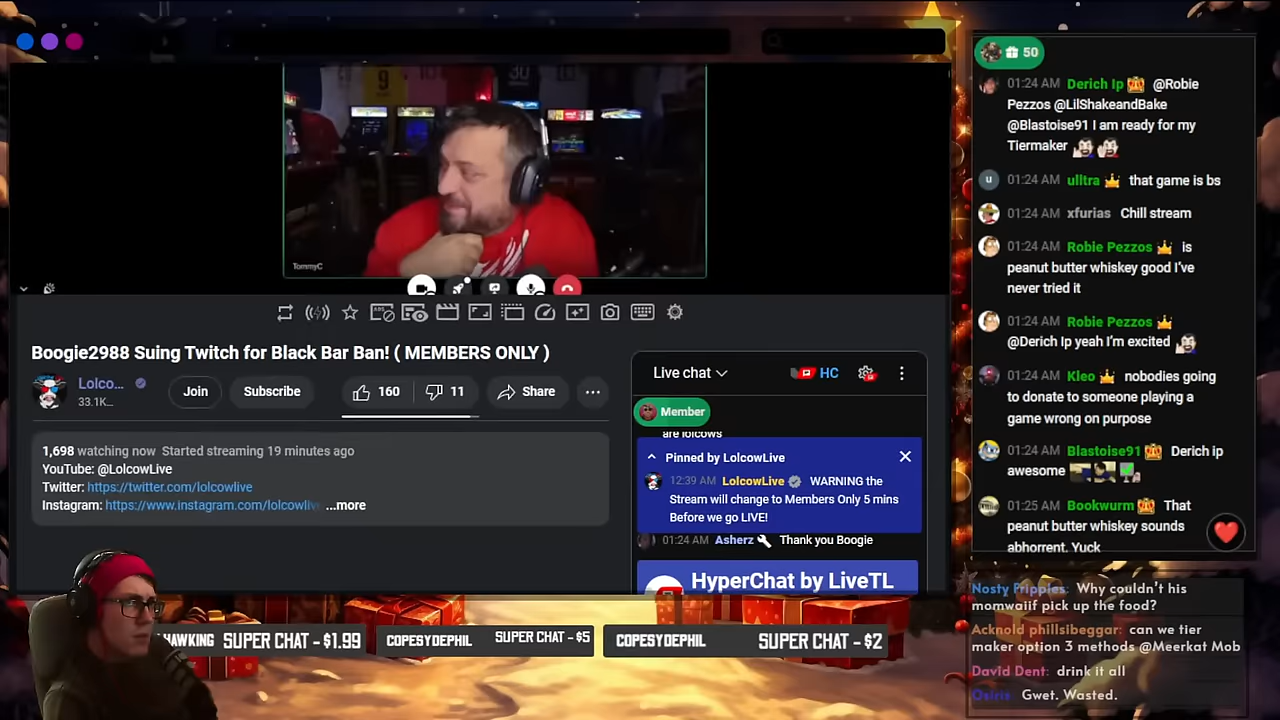 9
30
TommyC
Boogie2988 Suing Twitch for Black Bar Ban! ( MEMBERS ONLY )
Lolco...
33.1K...
Join
Subscribe
160
11
Share
1,698 watching now Started streaming 19 minutes ago
YouTube: @LolcowLive
Twitter: https://twitter.com/lolcowlive
Instagram: https://www.instagram.com/lolcowliv ...more
Live chat
HC
Member
are lolcows
Pinned by LolcowLive
12:39 AM LolcowLive WARNING the
Stream will change to Members Only 5 mins
Before we go LIVE!
01:24 AM Asherz Thank you Boogie
HyperChat by LiveTL
HAWKING SUPER CHAT - $1.99
COPESYDEPHIL SUPER CHAT - $5
COPESYDEPHIL SUPER CHAT - $2
50
01:24 AM Derich Ip @Robie
Pezzos @LilShakeandBake
@Blastoise91 I am ready for my
Tiermaker
u 01:24 AM ulltra that game is bs
01:24 AM xfurias Chill stream
01:24 AM Robie Pezzos is
peanut butter whiskey good I've
never tried it
01:24 AM Robie Pezzos
@Derich Ip yeah I'm excited
01:24 AM Kleo nobodies going
to donate to someone playing a
game wrong on purpose
01:24 AM Blastoise91 Derich ip
awesome
01:25 AM Bookwurm That
peanut butter whiskey sounds
abhorrent. Yuck
Nosty Fripples: Why couldn't his
momwaiif pick up the food?
Acknold phillsibeggar: can we tier
maker option 3 methods @Meerkat Mob
David Dent: drink it all
Osiris: Gwet. Wasted.